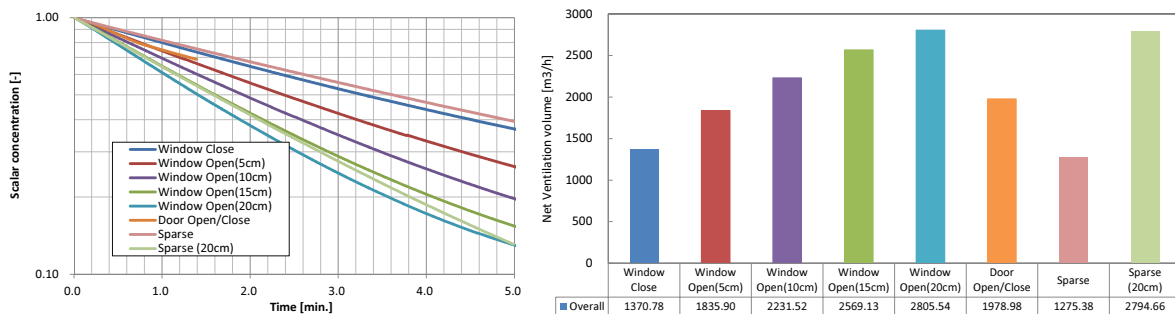 1.00
0.10
Scalar concentration [-]
Window Close
Window Open(5cm)
Window Open(10cm)
Window Open(15cm)
Window Open(20cm)
Door Open/Close
Sparse
Sparse (20cm)
0.0 1.0 2.0 3.0 4.0 5.0
Time [min.]
Net Ventilation volume [m3/h]
3000
2500
2000
1500
1000
500
0
Window Close
Window Open(5cm)
Window Open(10cm)
Window Open(15cm)
Window Open(20cm)
Door Open/Close
Sparse
Sparse (20cm)
Overall 1370.78 1835.90 2231.52 2569.13 2805.54 1978.98 1275.38 2794.66